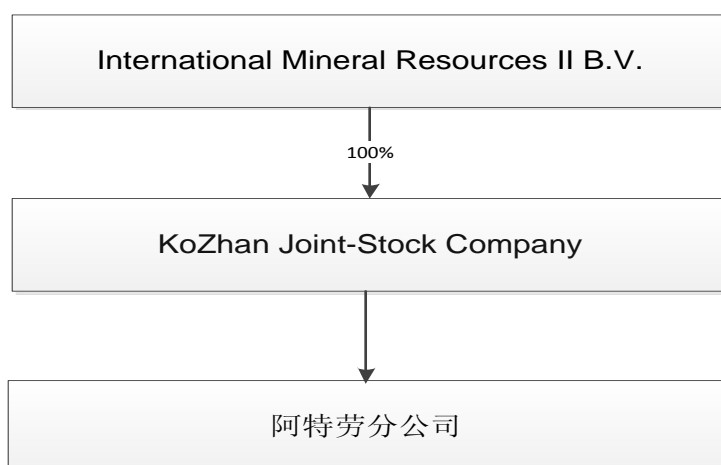 International Mineral Resources II B.V.
100%
KoZhan Joint-Stock Company
阿特劳分公司